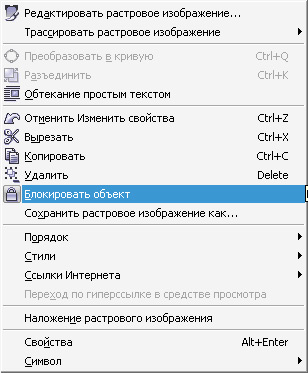 Редактировать растровое изображение...
Трассировать растровое изображение
Преобразовать в кривую Ctrl+Q
Разъединить Ctrl+K
Обтекание простым текстом
Отменить Изменить свойства Ctrl+Z
Вырезать Ctrl+X
Копировать Ctrl+C
Удалить Delete
Блокировать объект
Сохранить растровое изображение как...
Порядок
Стили
Ссылки Интернета
Переход по гиперссылке в средстве просмотра
Наложение растрового изображения
Свойства Alt+Enter
Символ